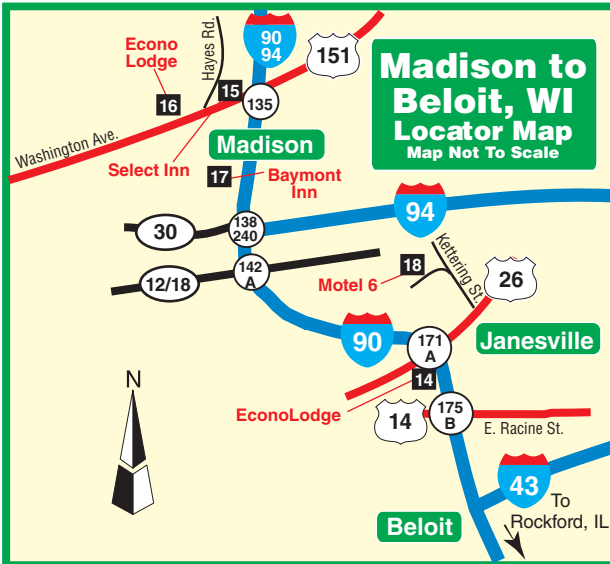 Madison to
Beloit, WI
Locator Map
Map Not To Scale
Econo
Lodge
16
Hayes Rd.
90
94
151
15
135
Washington Ave.
Select Inn
Madison
17
Baymont
Inn
30
138
240
94
12/18
142
A
18
Motel 6
Kettering St.
26
90
171
A
Janesville
14
EconoLodge
14
175
B
E. Racine St.
N
43
To
Rockford, IL
Beloit